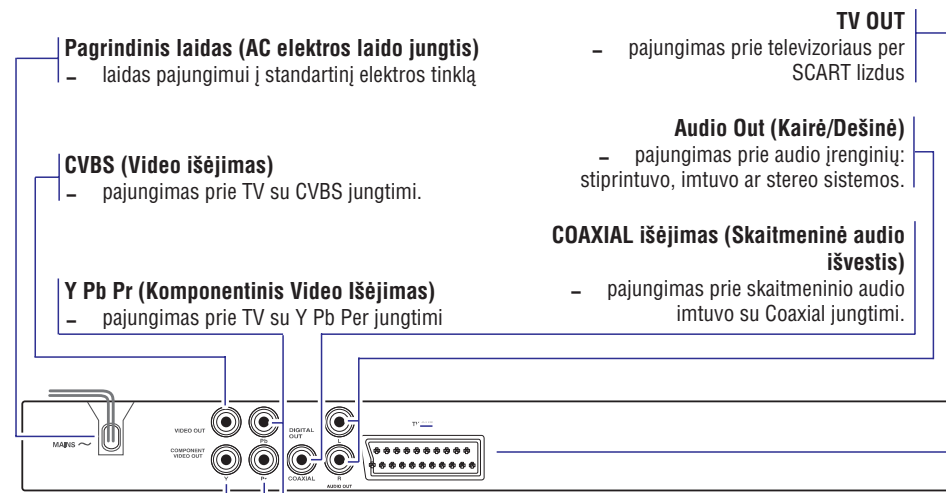 Pagrindinis laidas (AC elektros laido jungtis)
– laidas pajungimui į standartinį elektros tinklą
CVBS (Video išėjimas)
– pajungimas prie TV su CVBS jungtimi.
Y Pb Pr (Komponentinis Video Išėjimas)
– pajungimas prie TV su Y Pb Per jungtimi
TV OUT
– pajungimas prie televizoriaus per
SCART lizdus
Audio Out (Kairė/Dešinė)
– pajungimas prie audio įrenginių:
stiprintuvo, imtuvo ar stereo sistemos.
COAXIAL išėjimas (Skaitmeninė audio
išvestis)
– pajungimas prie skaitmeninio audio
imtuvo su Coaxial jungtimi.
MAINS ~
VIDEO OUT
Pb
DIGITAL
OUT
L
COMPONENT
VIDEO OUT
Y
COAXIAL
R
AUDIO OUT